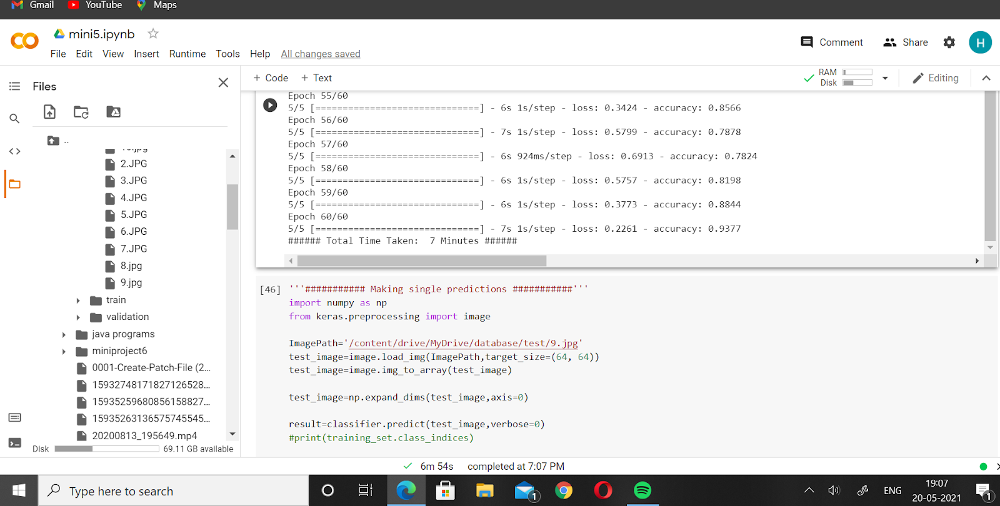 Gmail YouTube Maps
mini5.ipynb
File Edit View Insert Runtime Tools Help All changes saved
Comment Share H
Files
+ Code + Text
RAM
Disk
Editing
..
2.JPG
3.JPG
4.JPG
5.JPG
6.JPG
7.JPG
8.jpg
9.jpg
train
validation
java programs
miniproject6
0001-Create-Patch-File (2...
15932748171827126528...
159352596808561588​27...
15935263136575745545...
20200813_195649.mp4
Disk 69.11 GB available
Epoch 55/60
5/5 [==============================] - 6s 1s/step - loss: 0.3424 - accuracy: 0.8566
Epoch 56/60
5/5 [==============================] - 7s 1s/step - loss: 0.5799 - accuracy: 0.7878
Epoch 57/60
5/5 [==============================] - 6s 924ms/step - loss: 0.6913 - accuracy: 0.7824
Epoch 58/60
5/5 [==============================] - 6s 1s/step - loss: 0.5757 - accuracy: 0.8198
Epoch 59/60
5/5 [==============================] - 6s 1s/step - loss: 0.3773 - accuracy: 0.8844
Epoch 60/60
5/5 [==============================] - 7s 1s/step - loss: 0.2261 - accuracy: 0.9377
###### Total Time Taken:  7 Minutes ######
[46] '''########### Making single predictions ###########'''
import numpy as np
from keras.preprocessing import image
ImagePath='/content/drive/MyDrive/database/test/9.jpg'
test_image=image.load_img(ImagePath,target_size=(64, 64))
test_image=image.img_to_array(test_image)
test_image=np.expand_dims(test_image,axis=0)
result=classifier.predict(test_image,verbose=0)
#print(training_set.class_indices)
6m 54s completed at 7:07 PM
Type here to search
1
ENG
19:07
20-05-2021
1